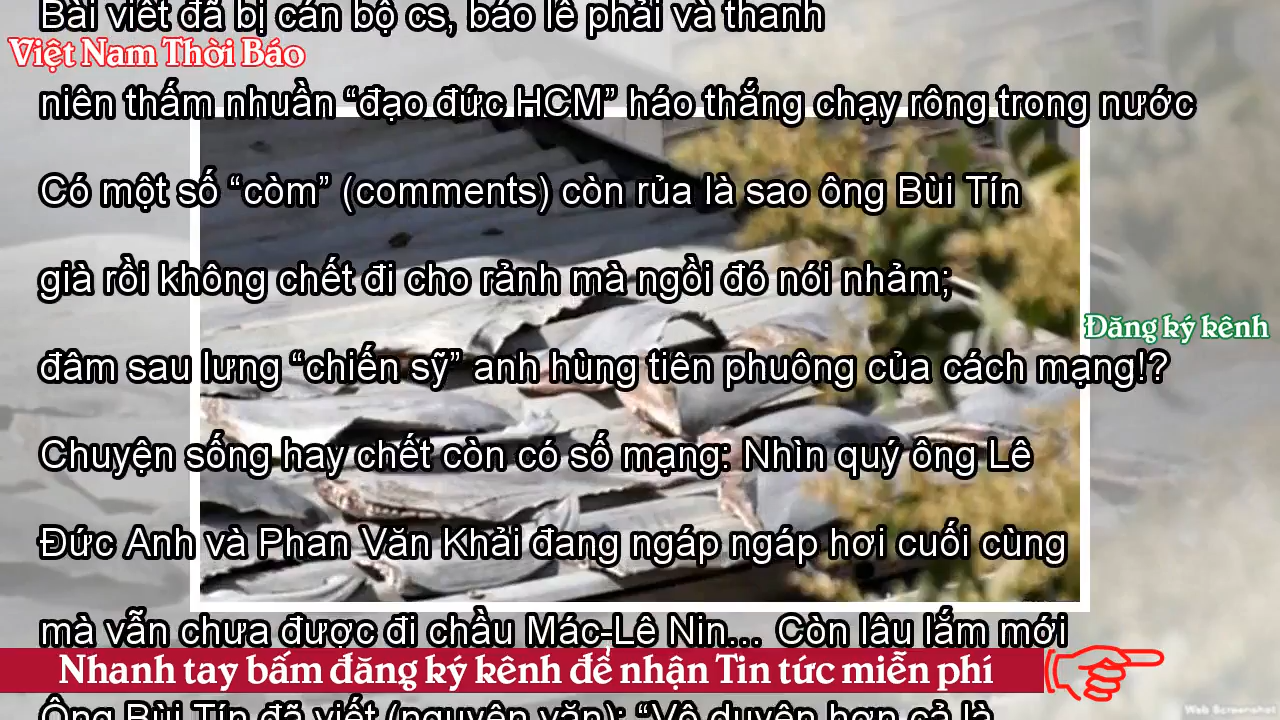 Bài viết đã bị cán bộ cs, báo lề phải và thanh
Việt Nam Thời Báo
niên thấm nhuần “đạo đức HCM” háo thắng chạy rông trong nước
Có một số “còm” (comments) còn rủa là sao ông Bùi Tín
già rồi không chết đi cho rảnh mà ngồi đó nói nhảm;
Đăng ký kênh
đâm sau lưng “chiến sỹ” anh hùng tiên phuông của cách mạng!?
Chuyện sống hay chết còn có số mạng: Nhìn quý ông Lê
Đức Anh và Phan Văn Khải đang ngáp ngáp hơi cuối cùng
mà vẫn chưa được đi chầu Mác-Lê Nin... Còn lâu lắm mới
Nhanh tay bấm đăng ký kênh để nhận Tin tức miễn phí
Ông Bùi Tín đã viết (nguyên văn): “Vô duyên hơn cả là
Web Screenshot